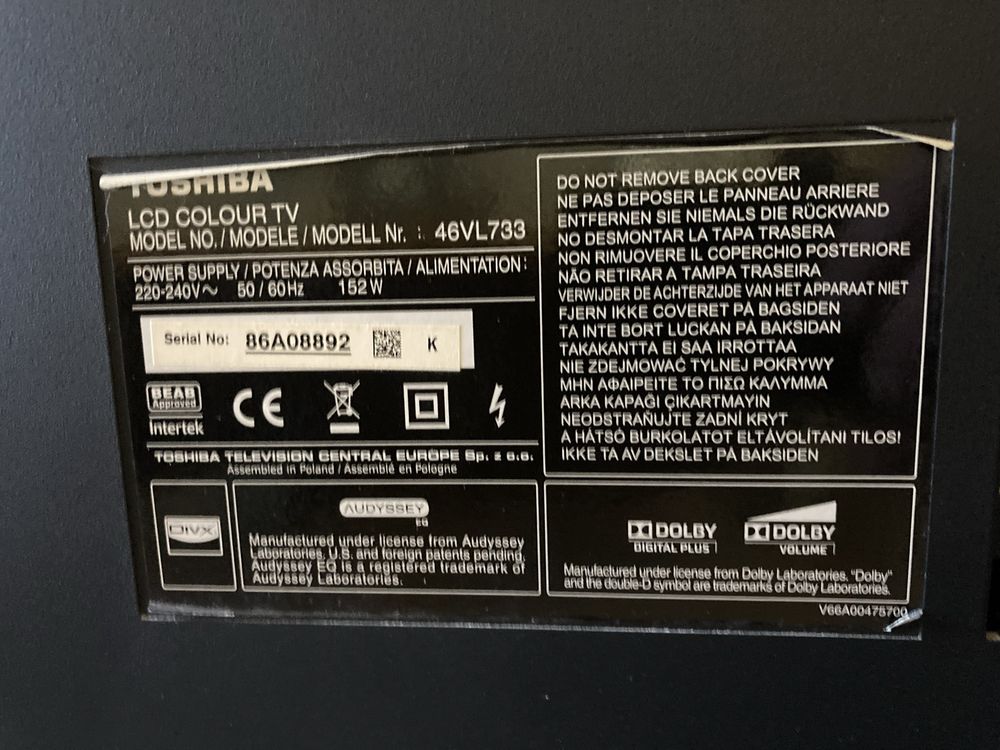 TOSHIBA
LCD COLOUR TV
MODEL NO. / MODELE / MODELL Nr. : 46VL733
POWER SUPPLY / POTENZA ASSORBITA / ALIMENTATION :
220-240V~ 50 / 60 Hz 152 W
Serial No: 86A08892 K
BEAB
Approved
Intertek
CE
TOSHIBA TELEVISION CENTRAL EUROPE Sp. z o.o.
Assembled in Poland / Assemblé en Pologne
DIVX
AUDYSSEY
EQ
Manufactured under license from Audyssey
Laboratories. U.S. and foreign patents pending.
Audyssey EQ is a registered trademark of
Audyssey Laboratories.
DO NOT REMOVE BACK COVER
NE PAS DEPOSER LE PANNEAU ARRIERE
ENTFERNEN SIE NIEMALS DIE RÜCKWAND
NO DESMONTAR LA TAPA TRASERA
NON RIMUOVERE IL COPERCHIO POSTERIORE
NÃO RETIRAR A TAMPA TRASEIRA
VERWIJDER DE ACHTERZIJDE VAN HET APPARAAT NIET
FJERN IKKE COVERET PÅ BAGSIDEN
TA INTE BORT LUCKAN PÅ BAKSIDAN
TAKAKANTTA EI SAA IRROTTAA
NIE ZDEJMOWAĆ TYLNEJ POKRYWY
ΜΗΝ ΑΦΑΙΡΕΙΤΕ ΤΟ ΠΙΣΩ ΚΑΛΥΜΜΑ
ARKA KAPAĞI ÇIKARTMAYIN
NEODSTRAŇUJTE ZADNÍ KRYT
A HÁTSÓ BURKOLATOT ELTÁVOLÍTANI TILOS!
IKKE TA AV DEKSLET PÅ BAKSIDEN
DOLBY
DIGITAL PLUS
DOLBY
VOLUME
Manufactured under license from Dolby Laboratories. "Dolby"
and the double-D symbol are trademarks of Dolby Laboratories.
V66A00475700